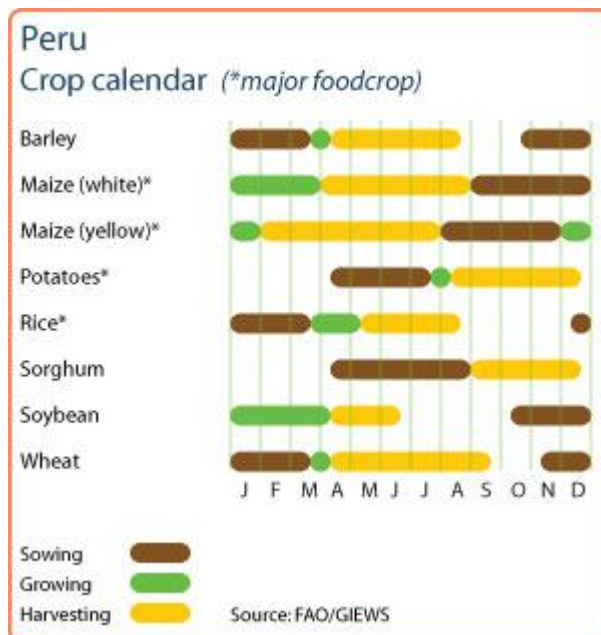 Peru
Crop calendar (*major foodcrop)
Barley
Maize (white)*
Maize (yellow)*
Potatoes*
Rice*
Sorghum
Soybean
Wheat
J F M A M J J A S O N D
Sowing
Growing
Harvesting
Source: FAO/GIEWS